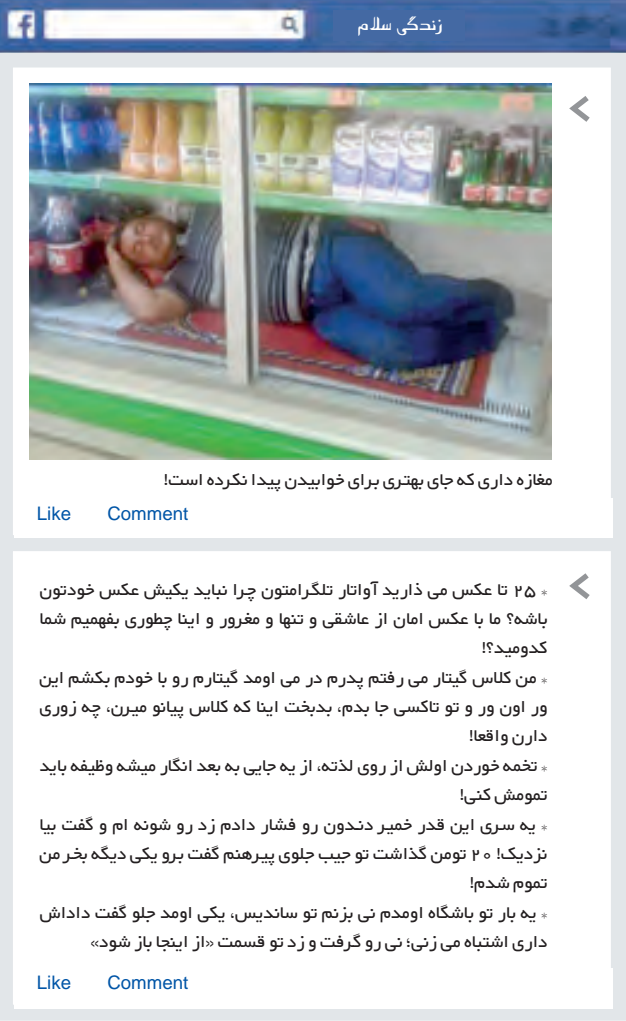 زندگی سلام
مغازه داری که جای بهتری برای خوابیدن پیدا نکرده است!
Like Comment
* ۲۵ تا عکس می ذارید آواتار تلگرامتون چرا نباید یکیش عکس خودتون
باشه؟ ما با عکس امان از عاشقی و تنها و مغرور و اینا چطوری بفهمیم شما
کدومید؟!
* من کلاس گیتار می رفتم پدرم در می اومد گیتارم رو با خودم بکشم این
ور اون ور و تو تاکسی جا بدم، بدبخت اینا که کلاس پیانو میرن، چه زوری
دارن واقعا!
* تخمه خوردن اولش از روی لذته، از یه جایی به بعد انگار میشه وظیفه باید
تمومش کنی!
* یه سری این قدر خمیر دندون رو فشار دادم زد رو شونه ام و گفت بیا
نزدیک! ۲۰ تومن گذاشت تو جیب جلوی پیرهنم گفت برو یکی دیگه بخر من
تموم شدم!
* یه بار تو باشگاه اومدم نی بزنم تو ساندیس، یکی اومد جلو گفت داداش
داری اشتباه می زنی؛ نی رو گرفت و زد تو قسمت «از اینجا باز شود»
Like Comment